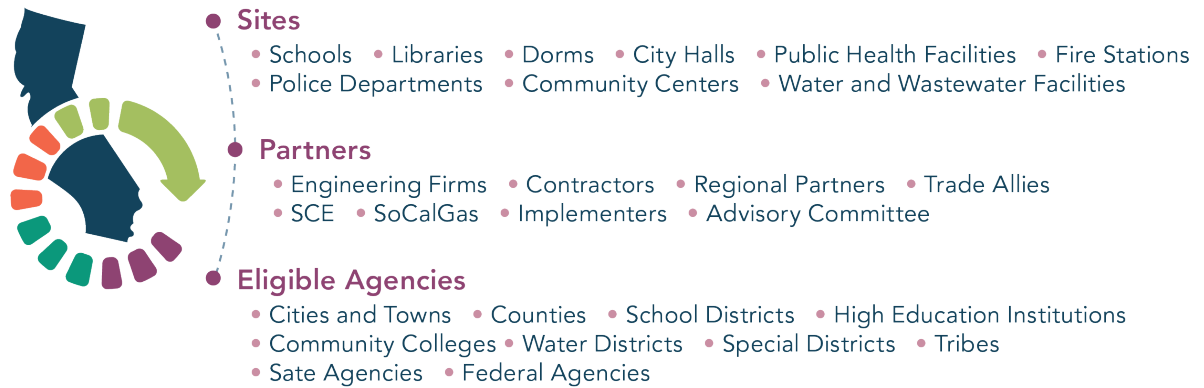 Sites
• Schools • Libraries • Dorms • City Halls • Public Health Facilities • Fire Stations
• Police Departments • Community Centers • Water and Wastewater Facilities
Partners
• Engineering Firms • Contractors • Regional Partners • Trade Allies
• SCE • SoCalGas • Implementers • Advisory Committee
Eligible Agencies
• Cities and Towns • Counties • School Districts • High Education Institutions
• Community Colleges • Water Districts • Special Districts • Tribes
• Sate Agencies • Federal Agencies